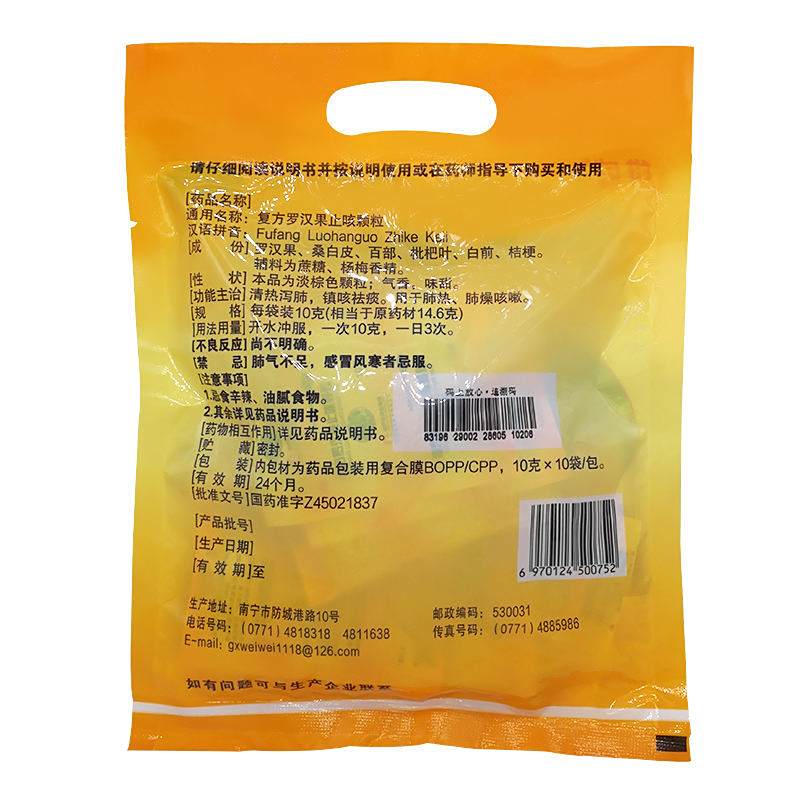 请仔细阅读说明书并按说明使用或在药师指导下购买和使用
[药品名称]
通用名称：复方罗汉果止咳颗粒
汉语拼音：Fufang Luohanguo Zhike Keli
[成 份] 罗汉果、桑白皮、百部、枇杷叶、白前、桔梗。
辅料为蔗糖、杨梅香精。
[性 状] 本品为淡棕色颗粒；气香。味甜。
[功能主治] 清热泻肺，镇咳祛痰。用于肺热、肺燥咳嗽。
[规 格] 每袋装10克(相当于原药材14.6克)
[用法用量] 开水冲服，一次10克，一日3次。
[不良反应] 尚不明确。
[禁 忌] 肺气不足，感冒风寒者忌服。
[注意事项]
1.忌食辛辣、油腻食物。
2.其余详见药品说明书。
[药物相互作用] 详见药品说明书。
[贮 藏] 密封。
[包 装] 内包材为药品包装用复合膜BOPP/CPP，10克×10袋/包。
[有 效 期] 24个月。
[批准文号] 国药准字Z45021837
码上放心·追溯码
83196 29002 28605 10206
[产品批号]
[生产日期]
[有 效 期]至
6 970124 500752
生产地址：南宁市防城港路10号 邮政编码：530031
电话号码：(0771) 4818318 4811638 传真号码：(0771) 4885986
E-mail：gxweiwei1118@126.com
如有问题可与生产企业联系